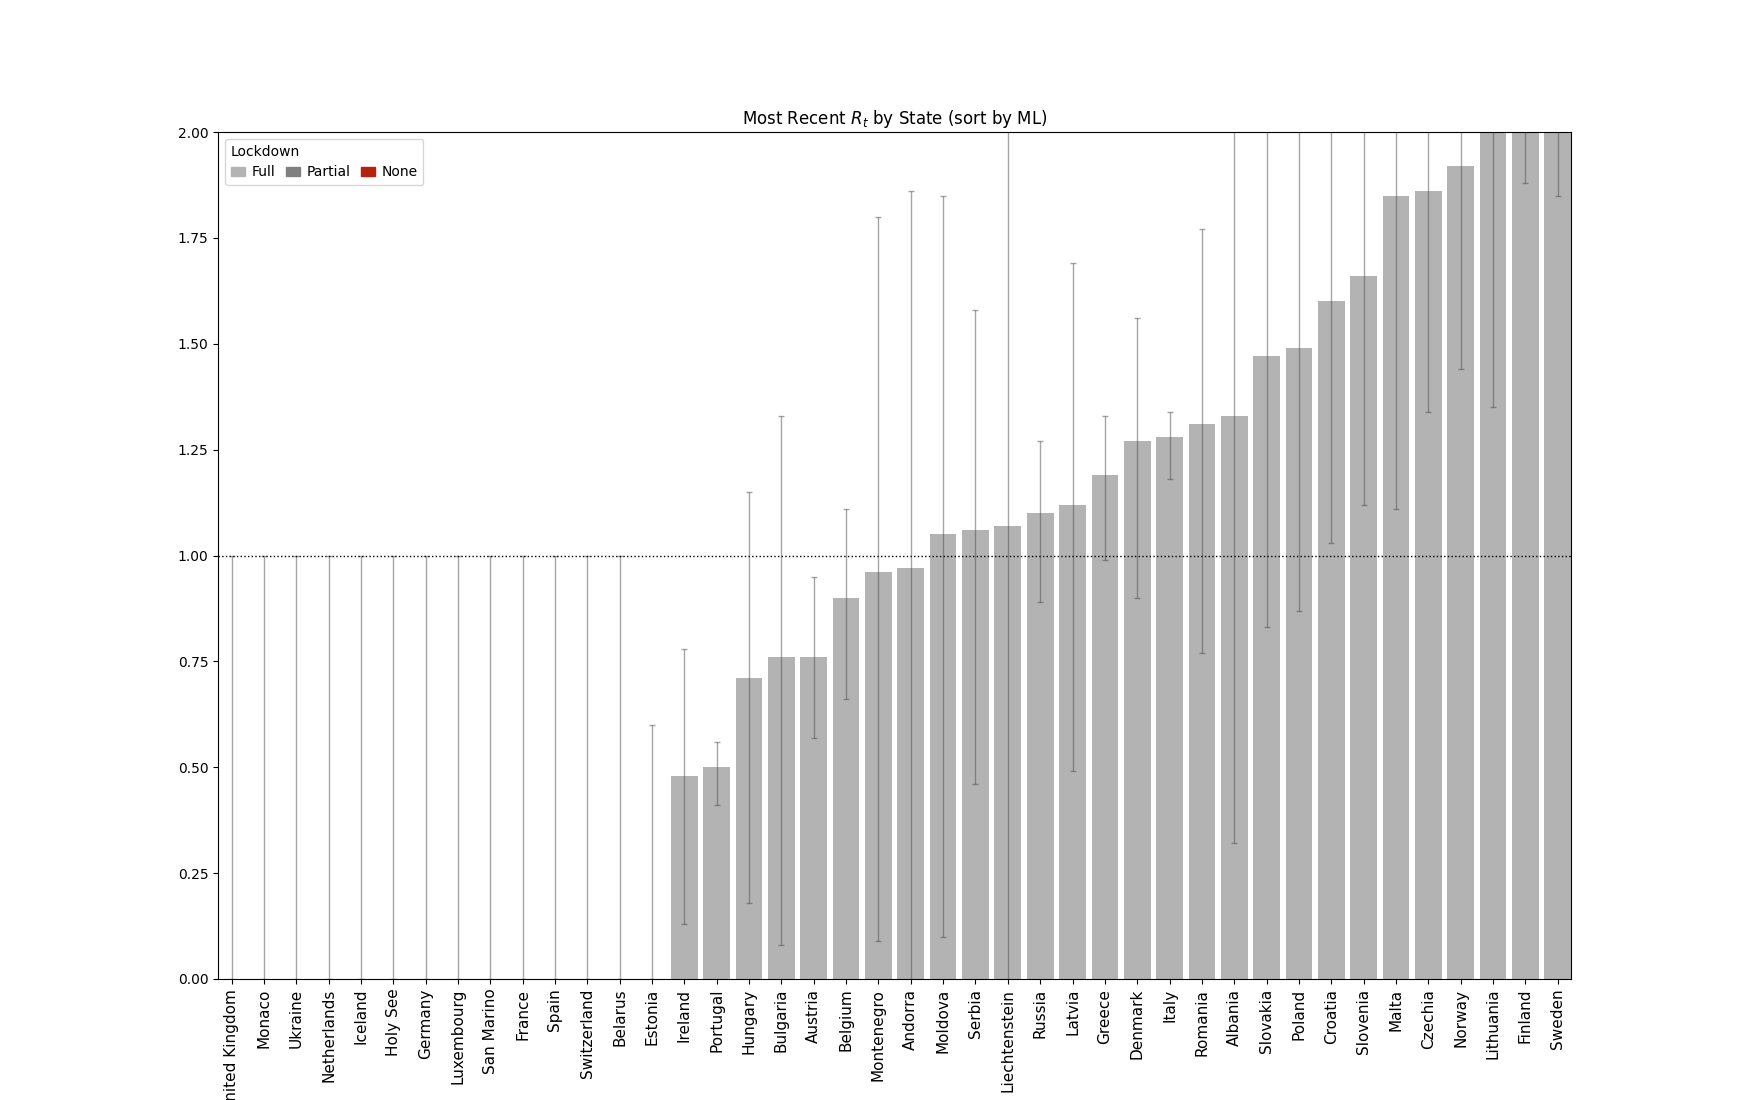 Most Recent Rt by State (sort by ML)
Lockdown
Full Partial None
2.00
1.75
1.50
1.25
1.00
0.75
0.50
0.25
0.00
nited Kingdom
Monaco
Ukraine
Netherlands
Iceland
Holy See
Germany
Luxembourg
San Marino
France
Spain
Switzerland
Belarus
Estonia
Ireland
Portugal
Hungary
Bulgaria
Austria
Belgium
Montenegro
Andorra
Moldova
Serbia
Liechtenstein
Russia
Latvia
Greece
Denmark
Italy
Romania
Albania
Slovakia
Poland
Croatia
Slovenia
Malta
Czechia
Norway
Lithuania
Finland
Sweden